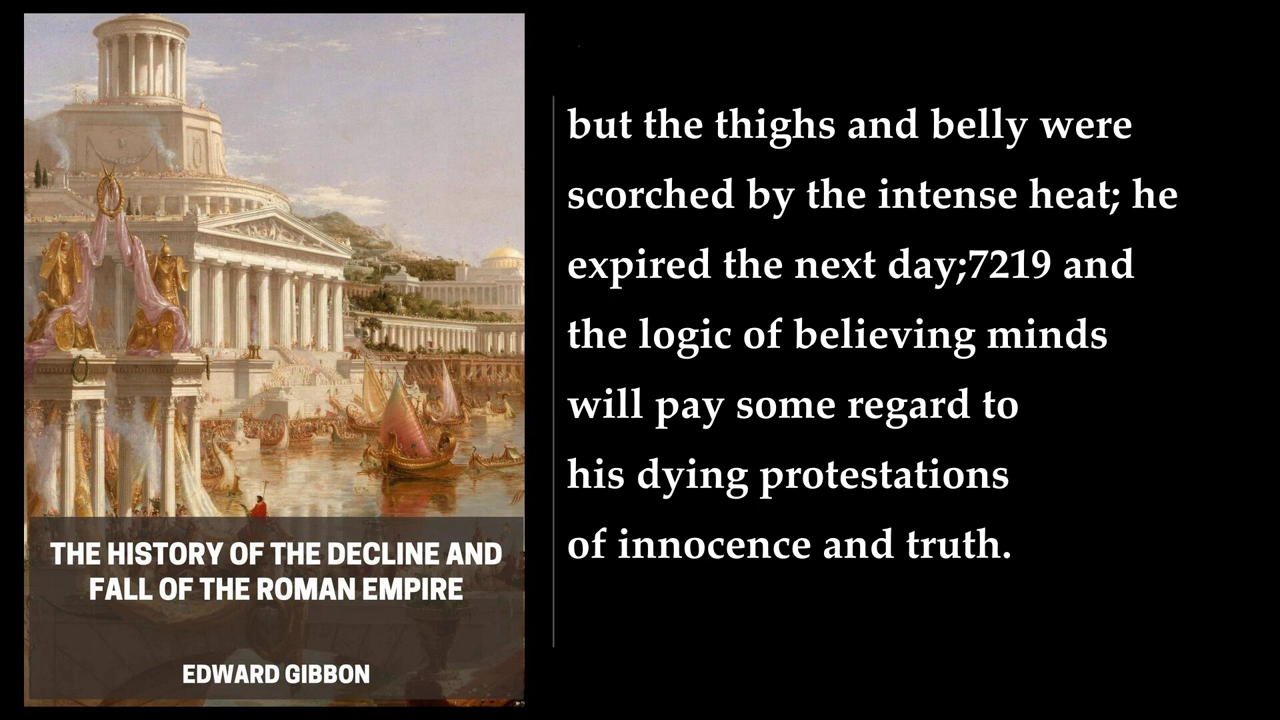 THE HISTORY OF THE DECLINE AND
FALL OF THE ROMAN EMPIRE
EDWARD GIBBON
but the thighs and belly were
scorched by the intense heat; he
expired the next day;7219 and
the logic of believing minds
will pay some regard to
his dying protestations
of innocence and truth.